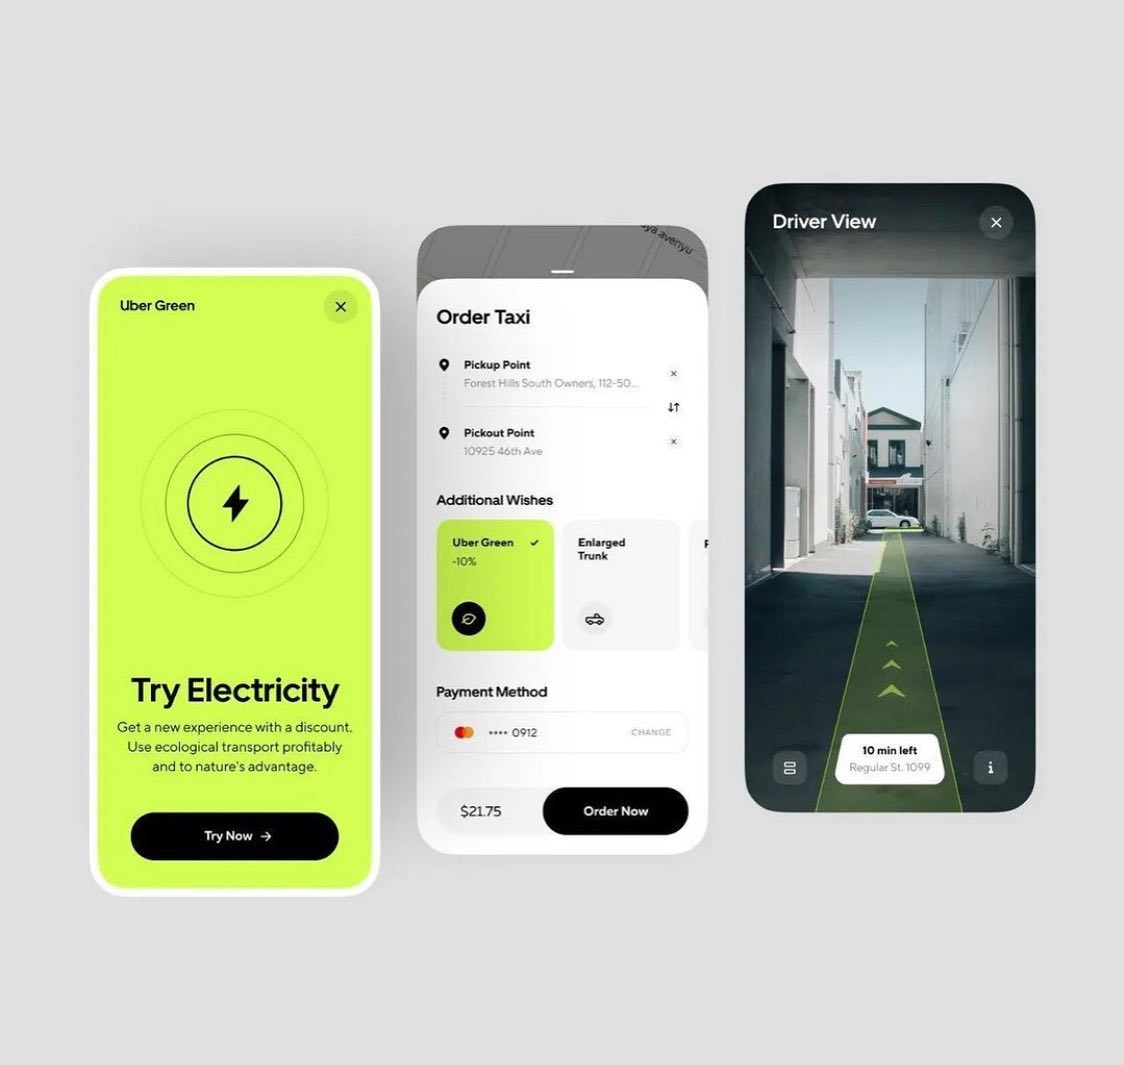 Uber Green
Try Electricity
Get a new experience with a discount.
Use ecological transport profitably
and to nature's advantage.
Try Now →
Order Taxi
Pickup Point
Forest Hills South Owners, 112-50...
Pickout Point
10925 46th Ave
Additional Wishes
Uber Green
-10%
Enlarged
Trunk
Payment Method
•••• 0912
CHANGE
$21.75
Order Now
Driver View
10 min left
Regular St. 1099